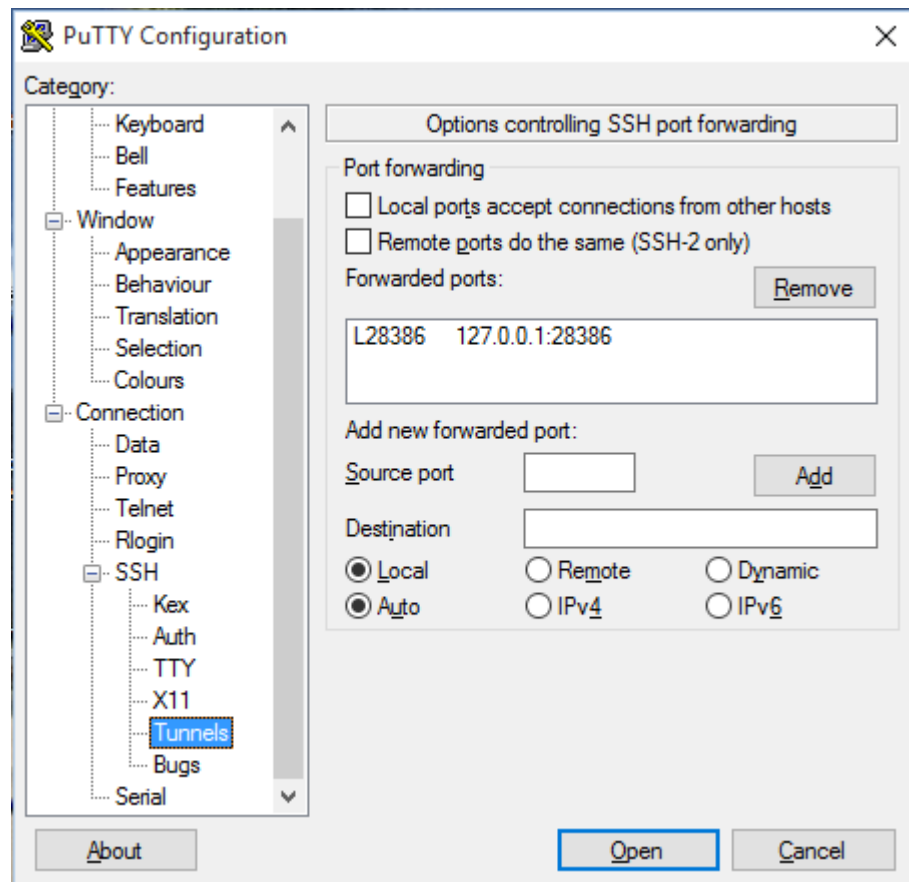 PuTTY Configuration
Category:
Keyboard
Bell
Features
Window
Appearance
Behaviour
Translation
Selection
Colours
Connection
Data
Proxy
Telnet
Rlogin
SSH
Kex
Auth
TTY
X11
Tunnels
Bugs
Serial
Options controlling SSH port forwarding
Port forwarding
Local ports accept connections from other hosts
Remote ports do the same (SSH-2 only)
Forwarded ports:
Remove
L28386 127.0.0.1:28386
Add new forwarded port:
Source port
Add
Destination
Local Remote Dynamic
Auto IPv4 IPv6
About
Open
Cancel